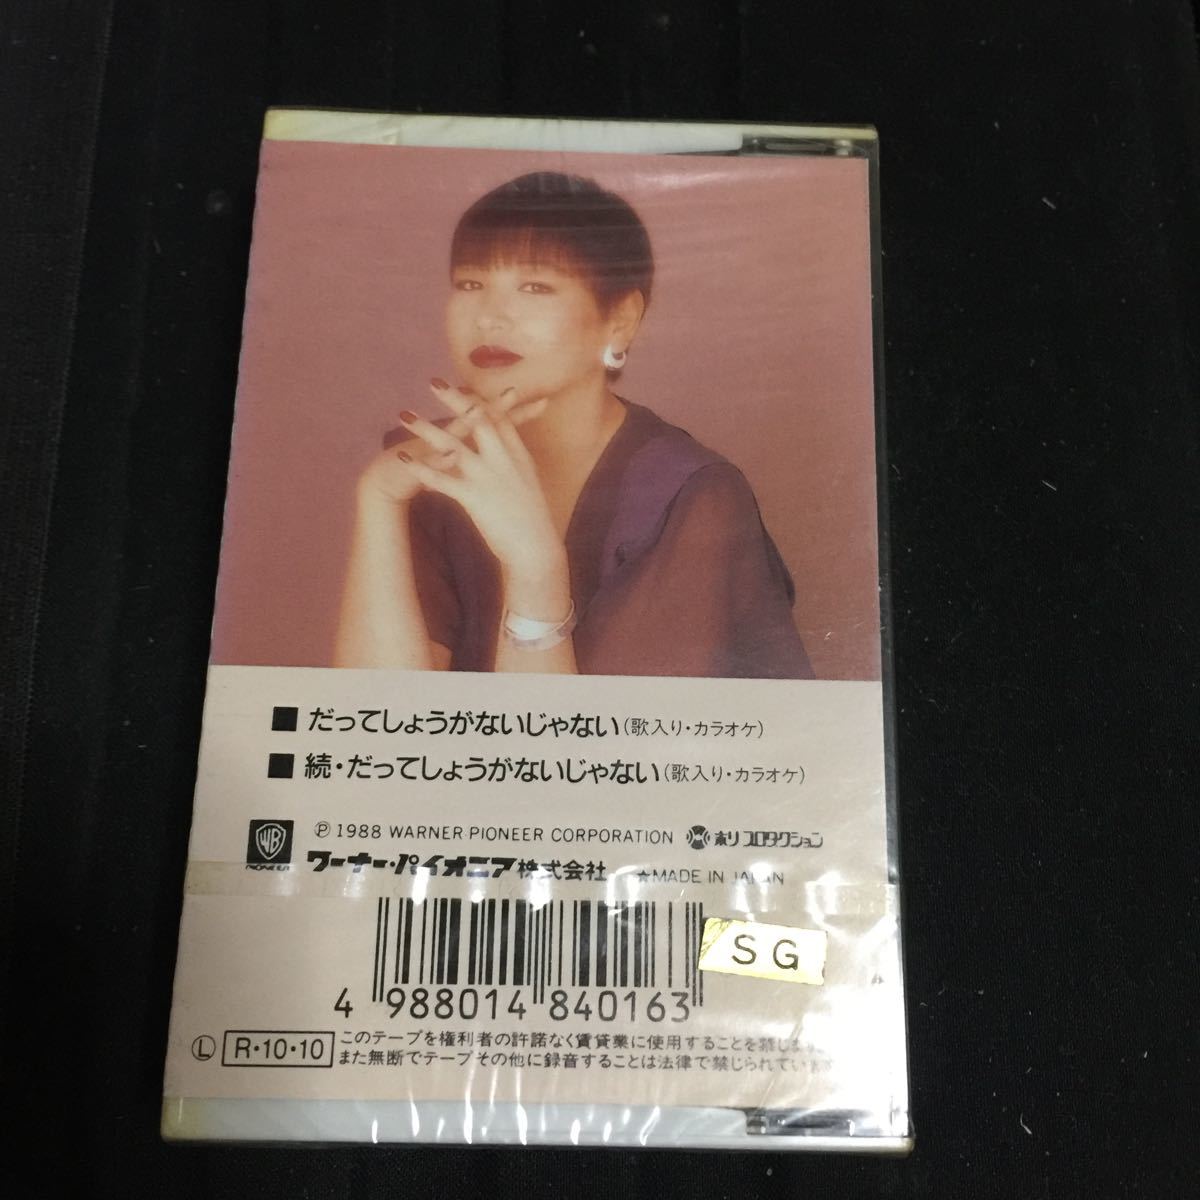 ■ だってしょうがないじゃない(歌入り・カラオケ)
■ 続・だってしょうがないじゃない(歌入り・カラオケ)
WB PIONEER
Ⓟ 1988 WARNER PIONEER CORPORATION ホリプロダクション
ワーナー・パイオニア株式会社 ★MADE IN JAPAN
SG
4 988014 840163
Ⓛ R・10・10
このテープを権利者の許諾なく賃貸業に使用することを禁じます。
また無断でテープその他に録音することは法律で禁じられています